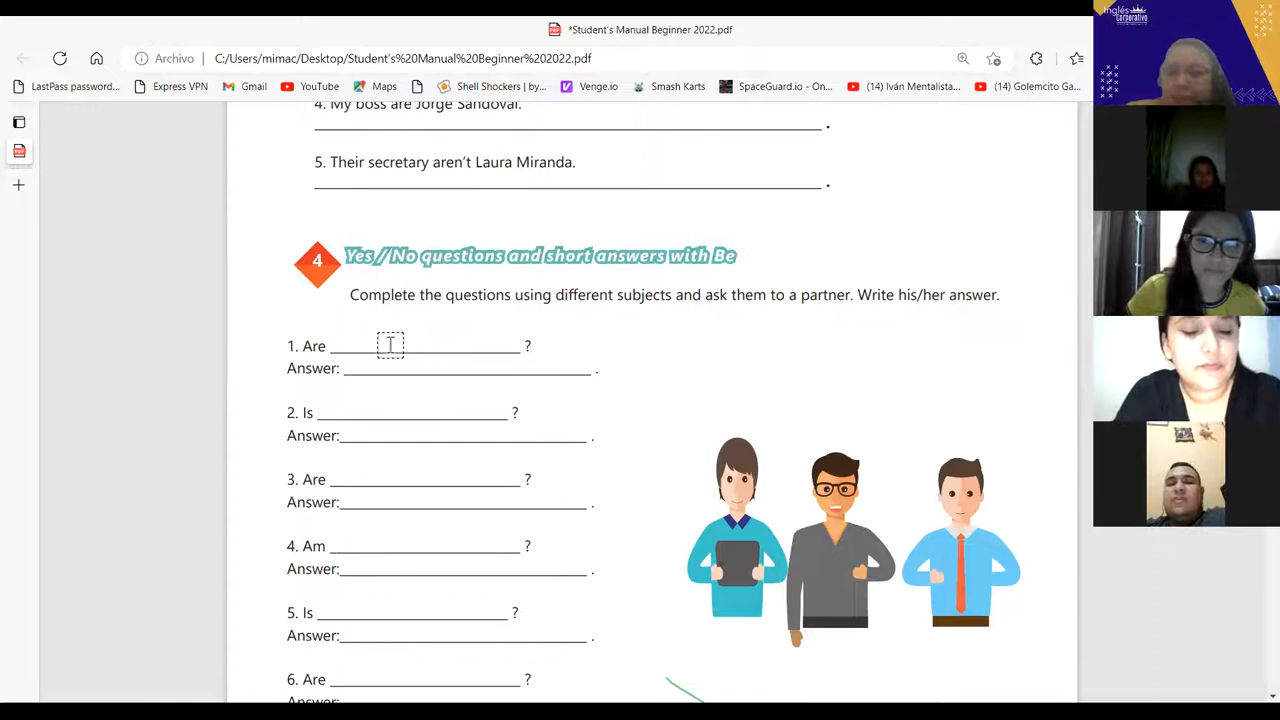 *Student's Manual Beginner 2022.pdf
Archivo
C:/Users/mimac/Desktop/Student's%20Manual%20Beginner%202022.pdf
LastPass password...
Express VPN
Gmail
YouTube
Maps
Shell Shockers | by...
Venge.io
Smash Karts
SpaceGuard.io - On...
(14) Iván Mentalista...
(14) Golemcito Ga...
Inglés
Corporativo
4. My boss are Jorge Sandoval.
.
5. Their secretary aren't Laura Miranda.
.
4 Yes / No questions and short answers with Be
Complete the questions using different subjects and ask them to a partner. Write his/her answer.
1. Are ?
Answer: .
2. Is ?
Answer: .
3. Are ?
Answer: .
4. Am ?
Answer: .
5. Is ?
Answer: .
6. Are ?
Answer: